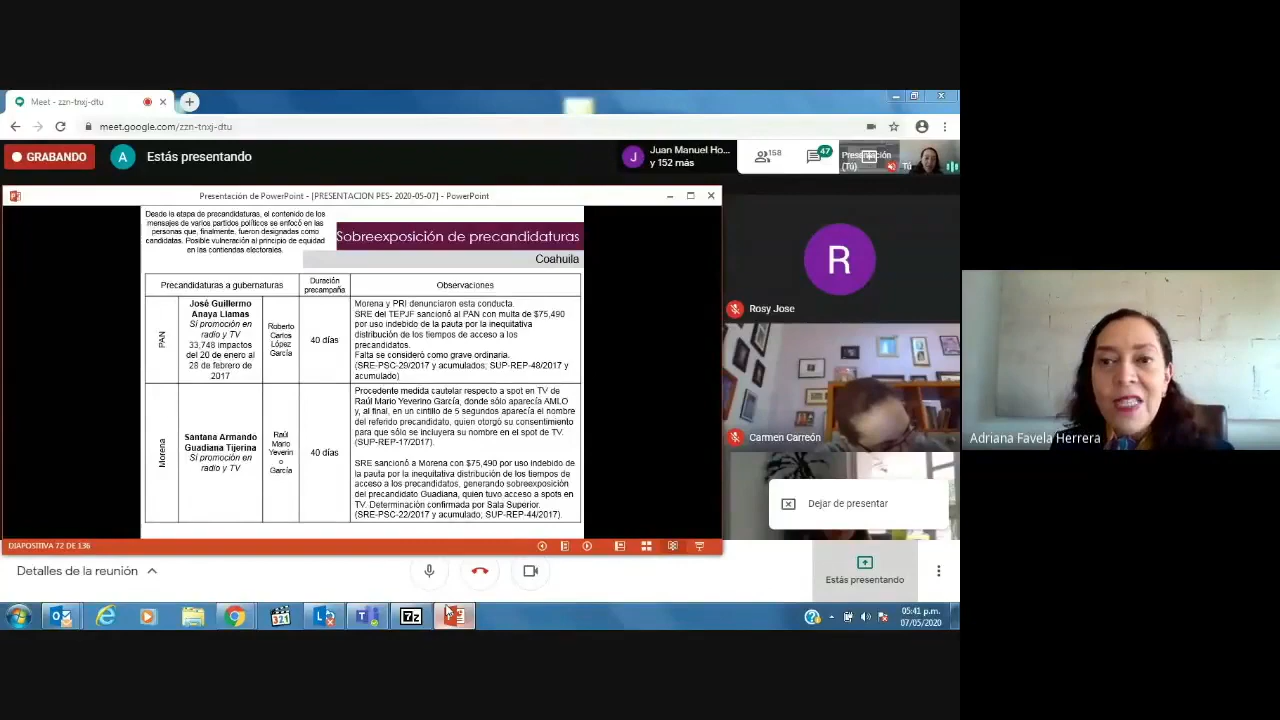 Meet - zzn-tnxj-dtu
meet.google.com/zzn-tnxj-dtu
GRABANDO
A
Estás presentando
J
Juan Manuel Ho...
y 152 más
158
47
Presentación
(Tú)
Tú
Presentación de PowerPoint - [PRESENTACION PES- 2020-05-07] - PowerPoint
Desde la etapa de precandidaturas, el contenido de los
mensajes de varios partidos políticos se enfocó en las
personas que, finalmente, fueron designadas como
candidatas. Posible vulneración al principio de equidad
en las contiendas electorales.
Sobreexposición de precandidaturas
Coahuila
Precandidaturas a gubernaturas
Duración
precampaña
Observaciones
PAN
José Guillermo
Anaya Llamas
Sí promoción en
radio y TV
33,748 impactos
del 20 de enero al
28 de febrero de
2017
Roberto
Carlos
López
García
40 días
Morena y PRI denunciaron esta conducta.
SRE del TEPJF sancionó al PAN con multa de $75,490
por uso indebido de la pauta por la inequitativa
distribución de los tiempos de acceso a los
precandidatos.
Falta se consideró como grave ordinaria.
(SRE-PSC-29/2017 y acumulados; SUP-REP-48/2017 y
acumulado)
Morena
Santana Armando
Guadiana Tijerina
Sí promoción en
radio y TV
Raúl
Mario
Yeverin
o
García
40 días
Procedente medida cautelar respecto a spot en TV de
Raúl Mario Yeverino García, donde sólo aparecía AMLO
y, al final, en un cintillo de 5 segundos aparecía el nombre
del referido precandidato, quien otorgó su consentimiento
para que sólo se incluyera su nombre en el spot de TV.
(SUP-REP-17/2017).
SRE sancionó a Morena con $75,490 por uso indebido de
la pauta por la inequitativa distribución de los tiempos de
acceso a los precandidatos, generando sobreexposición
del precandidato Guadiana, quien tuvo acceso a spots en
TV. Determinación confirmada por Sala Superior.
(SRE-PSC-22/2017 y acumulado; SUP-REP-44/2017).
DIAPOSITIVA 72 DE 136
R
Rosy Jose
Carmen Carreón
Dejar de presentar
Adriana Favela Herrera
Detalles de la reunión
Estás presentando
321
7z
05:41 p.m.
07/05/2020